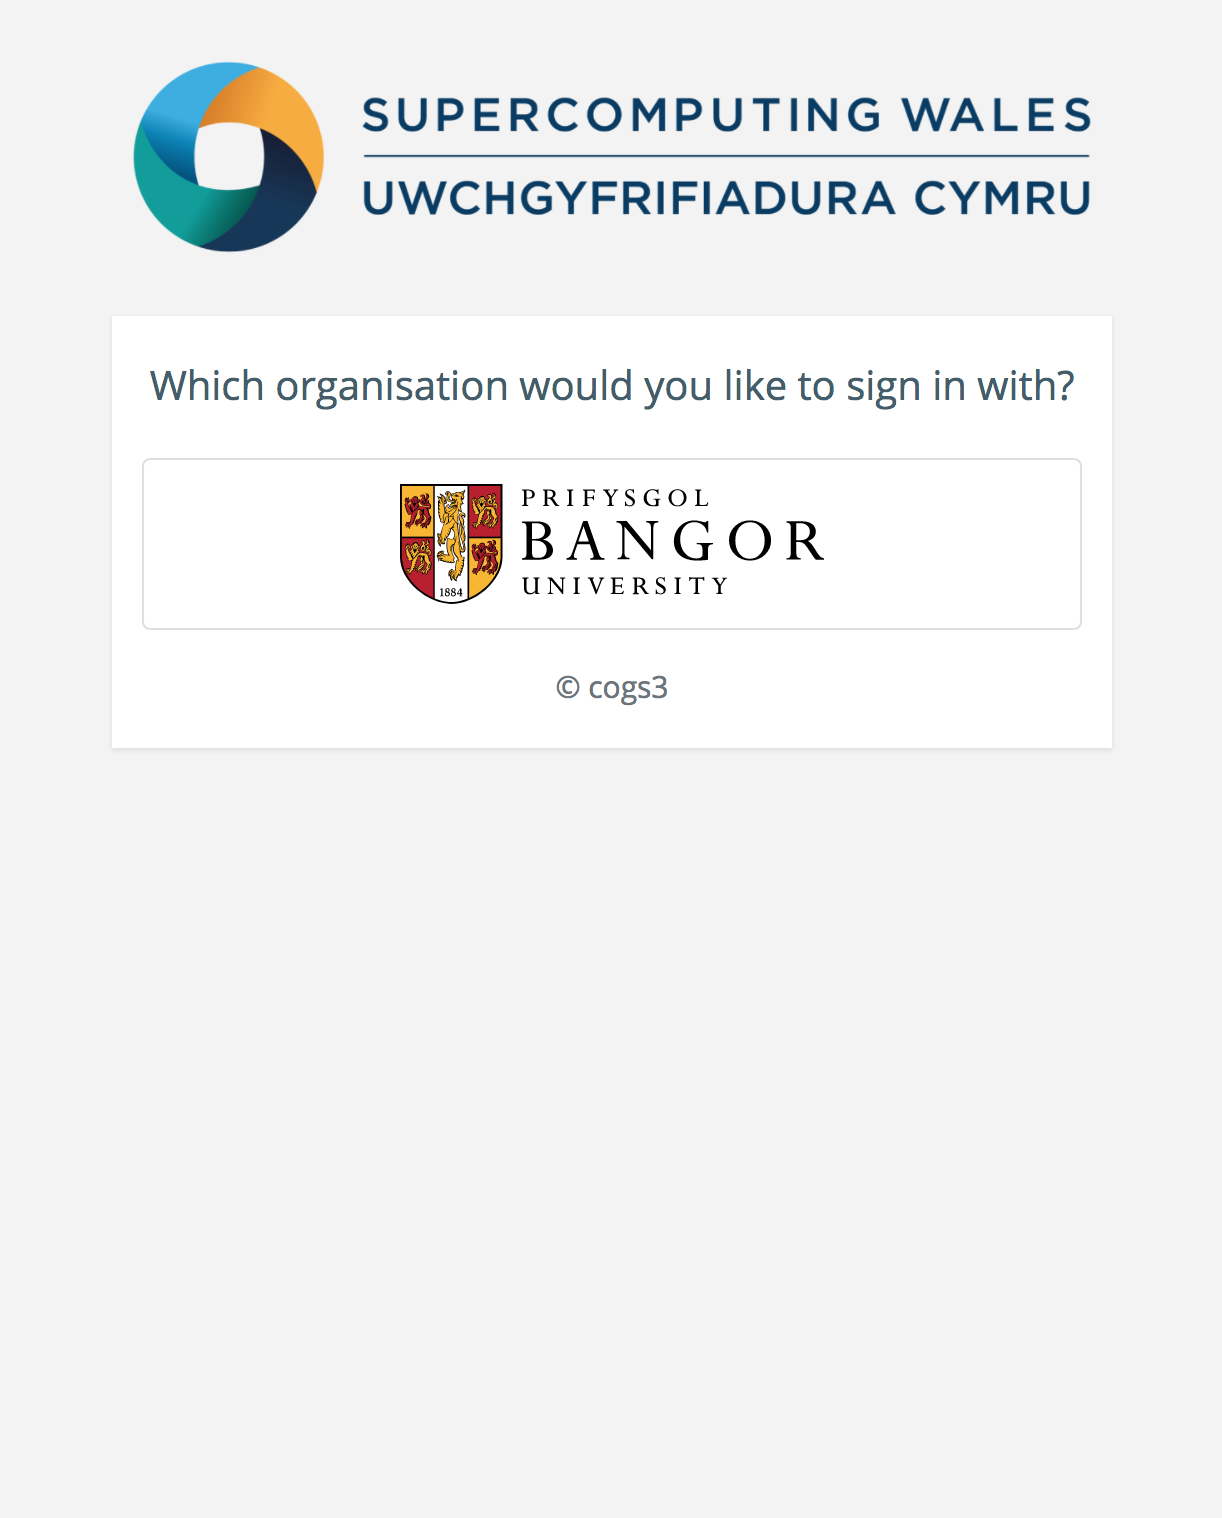 SUPERCOMPUTING WALES
UWCHGYFRIFIADURA CYMRU
Which organisation would you like to sign in with?
PRIFYSGOL
BANGOR
UNIVERSITY
1884
© cogs3